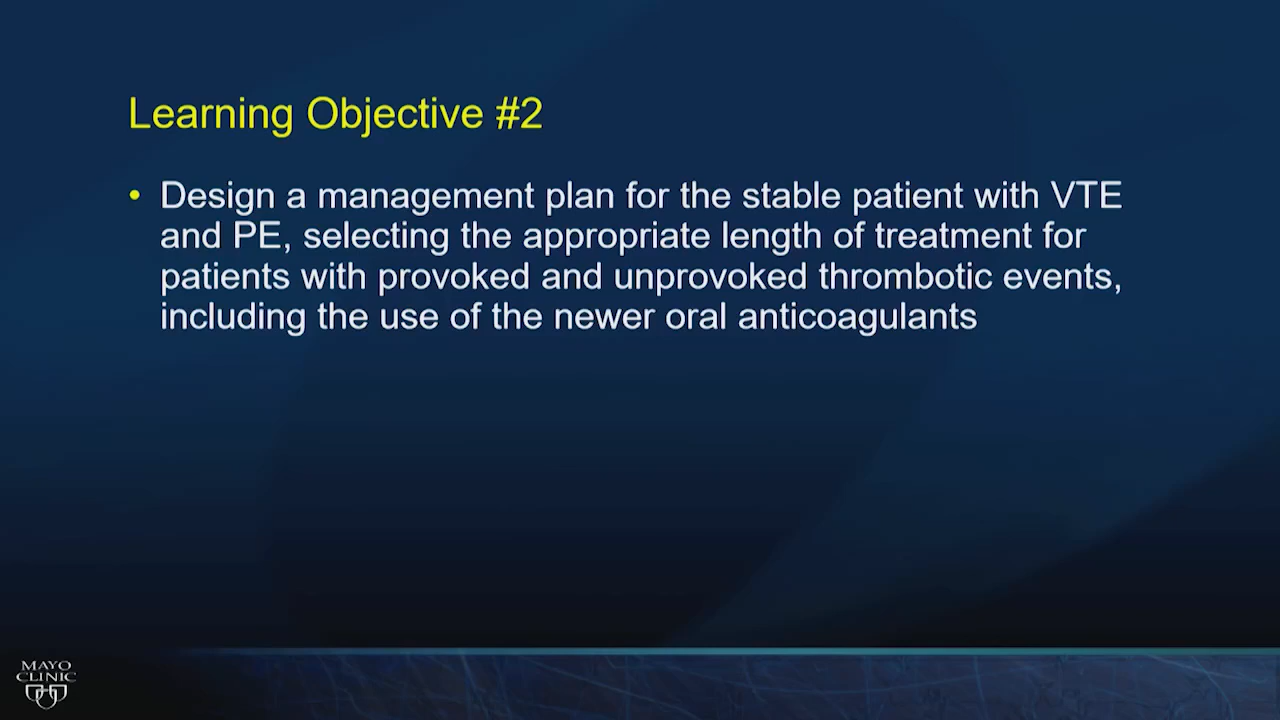 Learning Objective #2
• Design a management plan for the stable patient with VTE
and PE, selecting the appropriate length of treatment for
patients with provoked and unprovoked thrombotic events,
including the use of the newer oral anticoagulants
MAYO
CLINIC